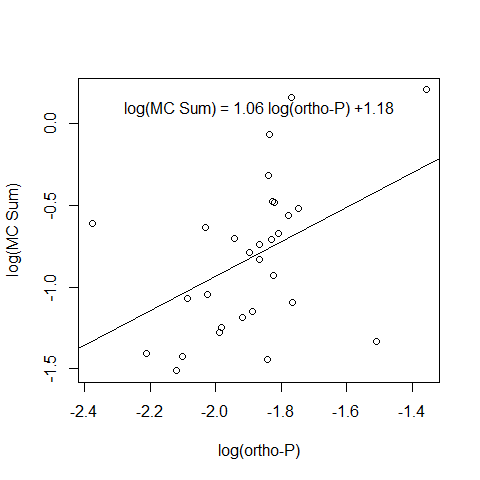 log(MC Sum) = 1.06 log(ortho-P) +1.18
0.0
-0.5
-1.0
-1.5
log(MC Sum)
-2.4 -2.2 -2.0 -1.8 -1.6 -1.4
log(ortho-P)